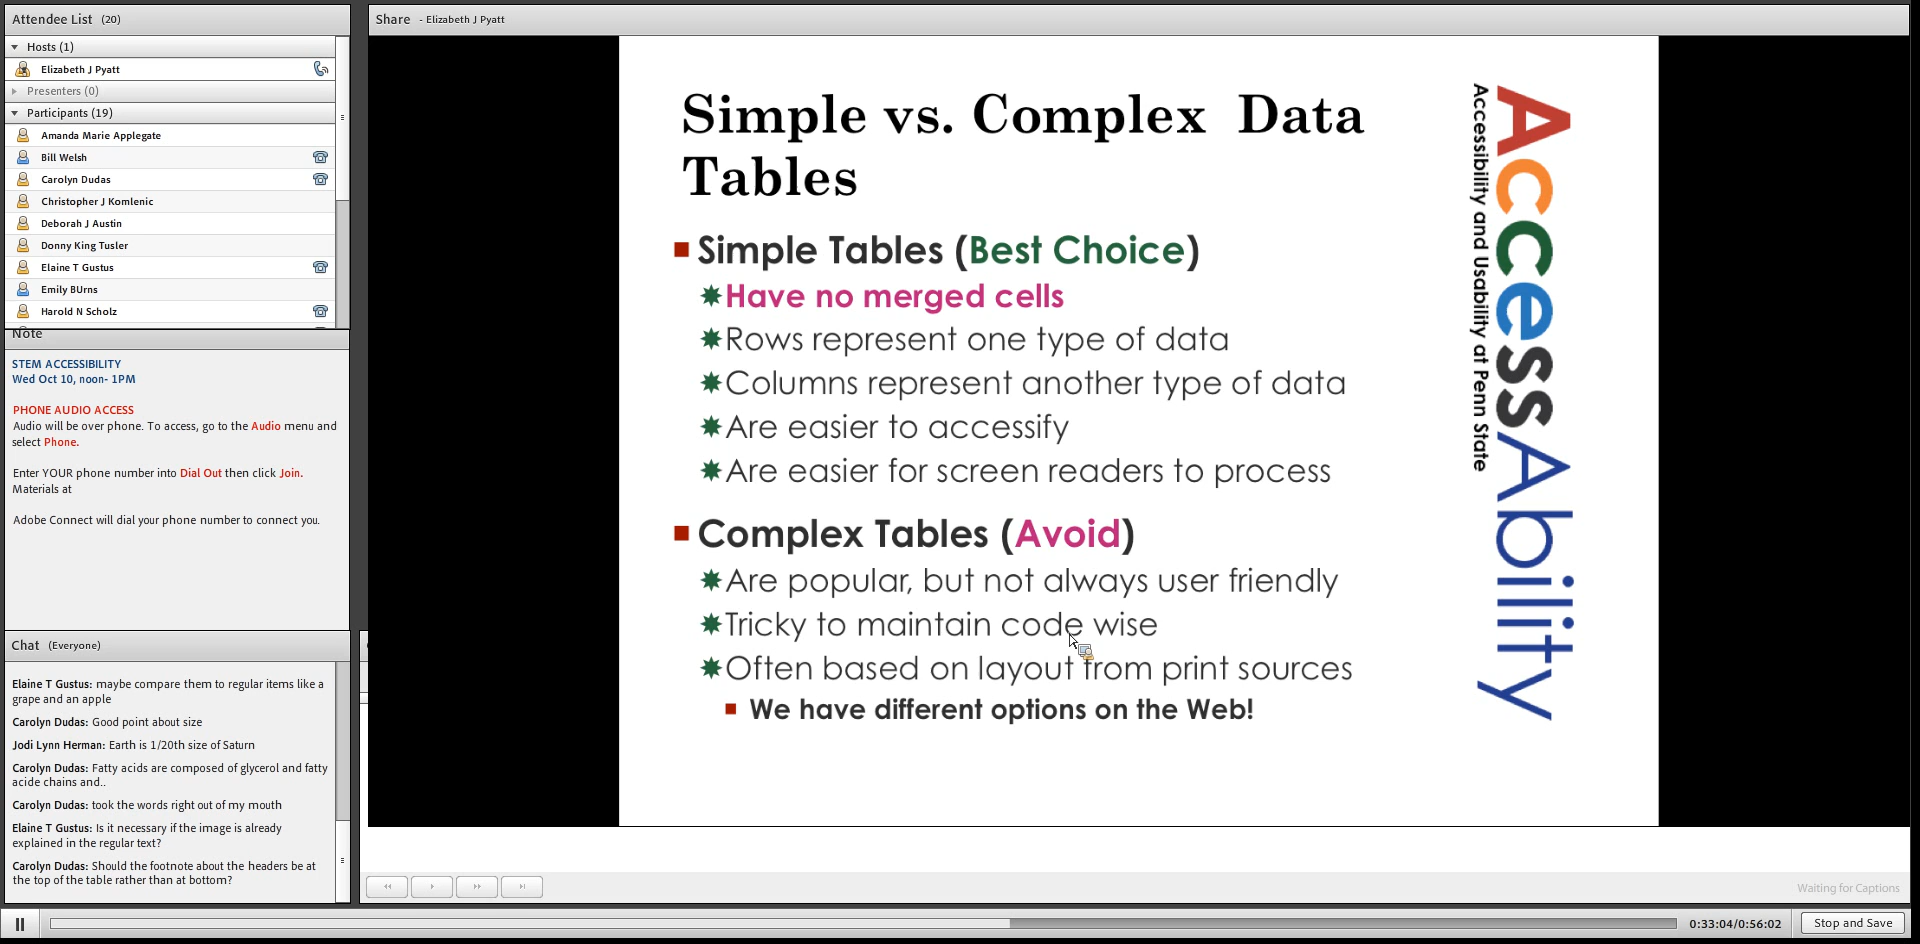 Attendee List (20)
Hosts (1)
Elizabeth J Pyatt
Presenters (0)
Participants (19)
Amanda Marie Applegate
Bill Welsh
Carolyn Dudas
Christopher J Komlenic
Deborah J Austin
Donny King Tusler
Elaine T Gustus
Emily BUrns
Harold N Scholz
Note
STEM ACCESSIBILITY
Wed Oct 10, noon- 1PM
PHONE AUDIO ACCESS
Audio will be over phone. To access, go to the Audio menu and
select Phone.
Enter YOUR phone number into Dial Out then click Join.
Materials at
Adobe Connect will dial your phone number to connect you.
Chat (Everyone)
Elaine T Gustus: maybe compare them to regular items like a
grape and an apple
Carolyn Dudas: Good point about size
Jodi Lynn Herman: Earth is 1/20th size of Saturn
Carolyn Dudas: Fatty acids are composed of glycerol and fatty
acide chains and..
Carolyn Dudas: took the words right out of my mouth
Elaine T Gustus: Is it necessary if the image is already
explained in the regular text?
Carolyn Dudas: Should the footnote about the headers be at
the top of the table rather than at bottom?
Share - Elizabeth J Pyatt
Simple vs. Complex Data
Tables
Simple Tables (Best Choice)
Have no merged cells
Rows represent one type of data
Columns represent another type of data
Are easier to accessify
Are easier for screen readers to process
Complex Tables (Avoid)
Are popular, but not always user friendly
Tricky to maintain code wise
Often based on layout from print sources
We have different options on the Web!
AccessAbility
Accessibility and Usability at Penn State
Waiting for Captions
0:33:04/0:56:02
Stop and Save